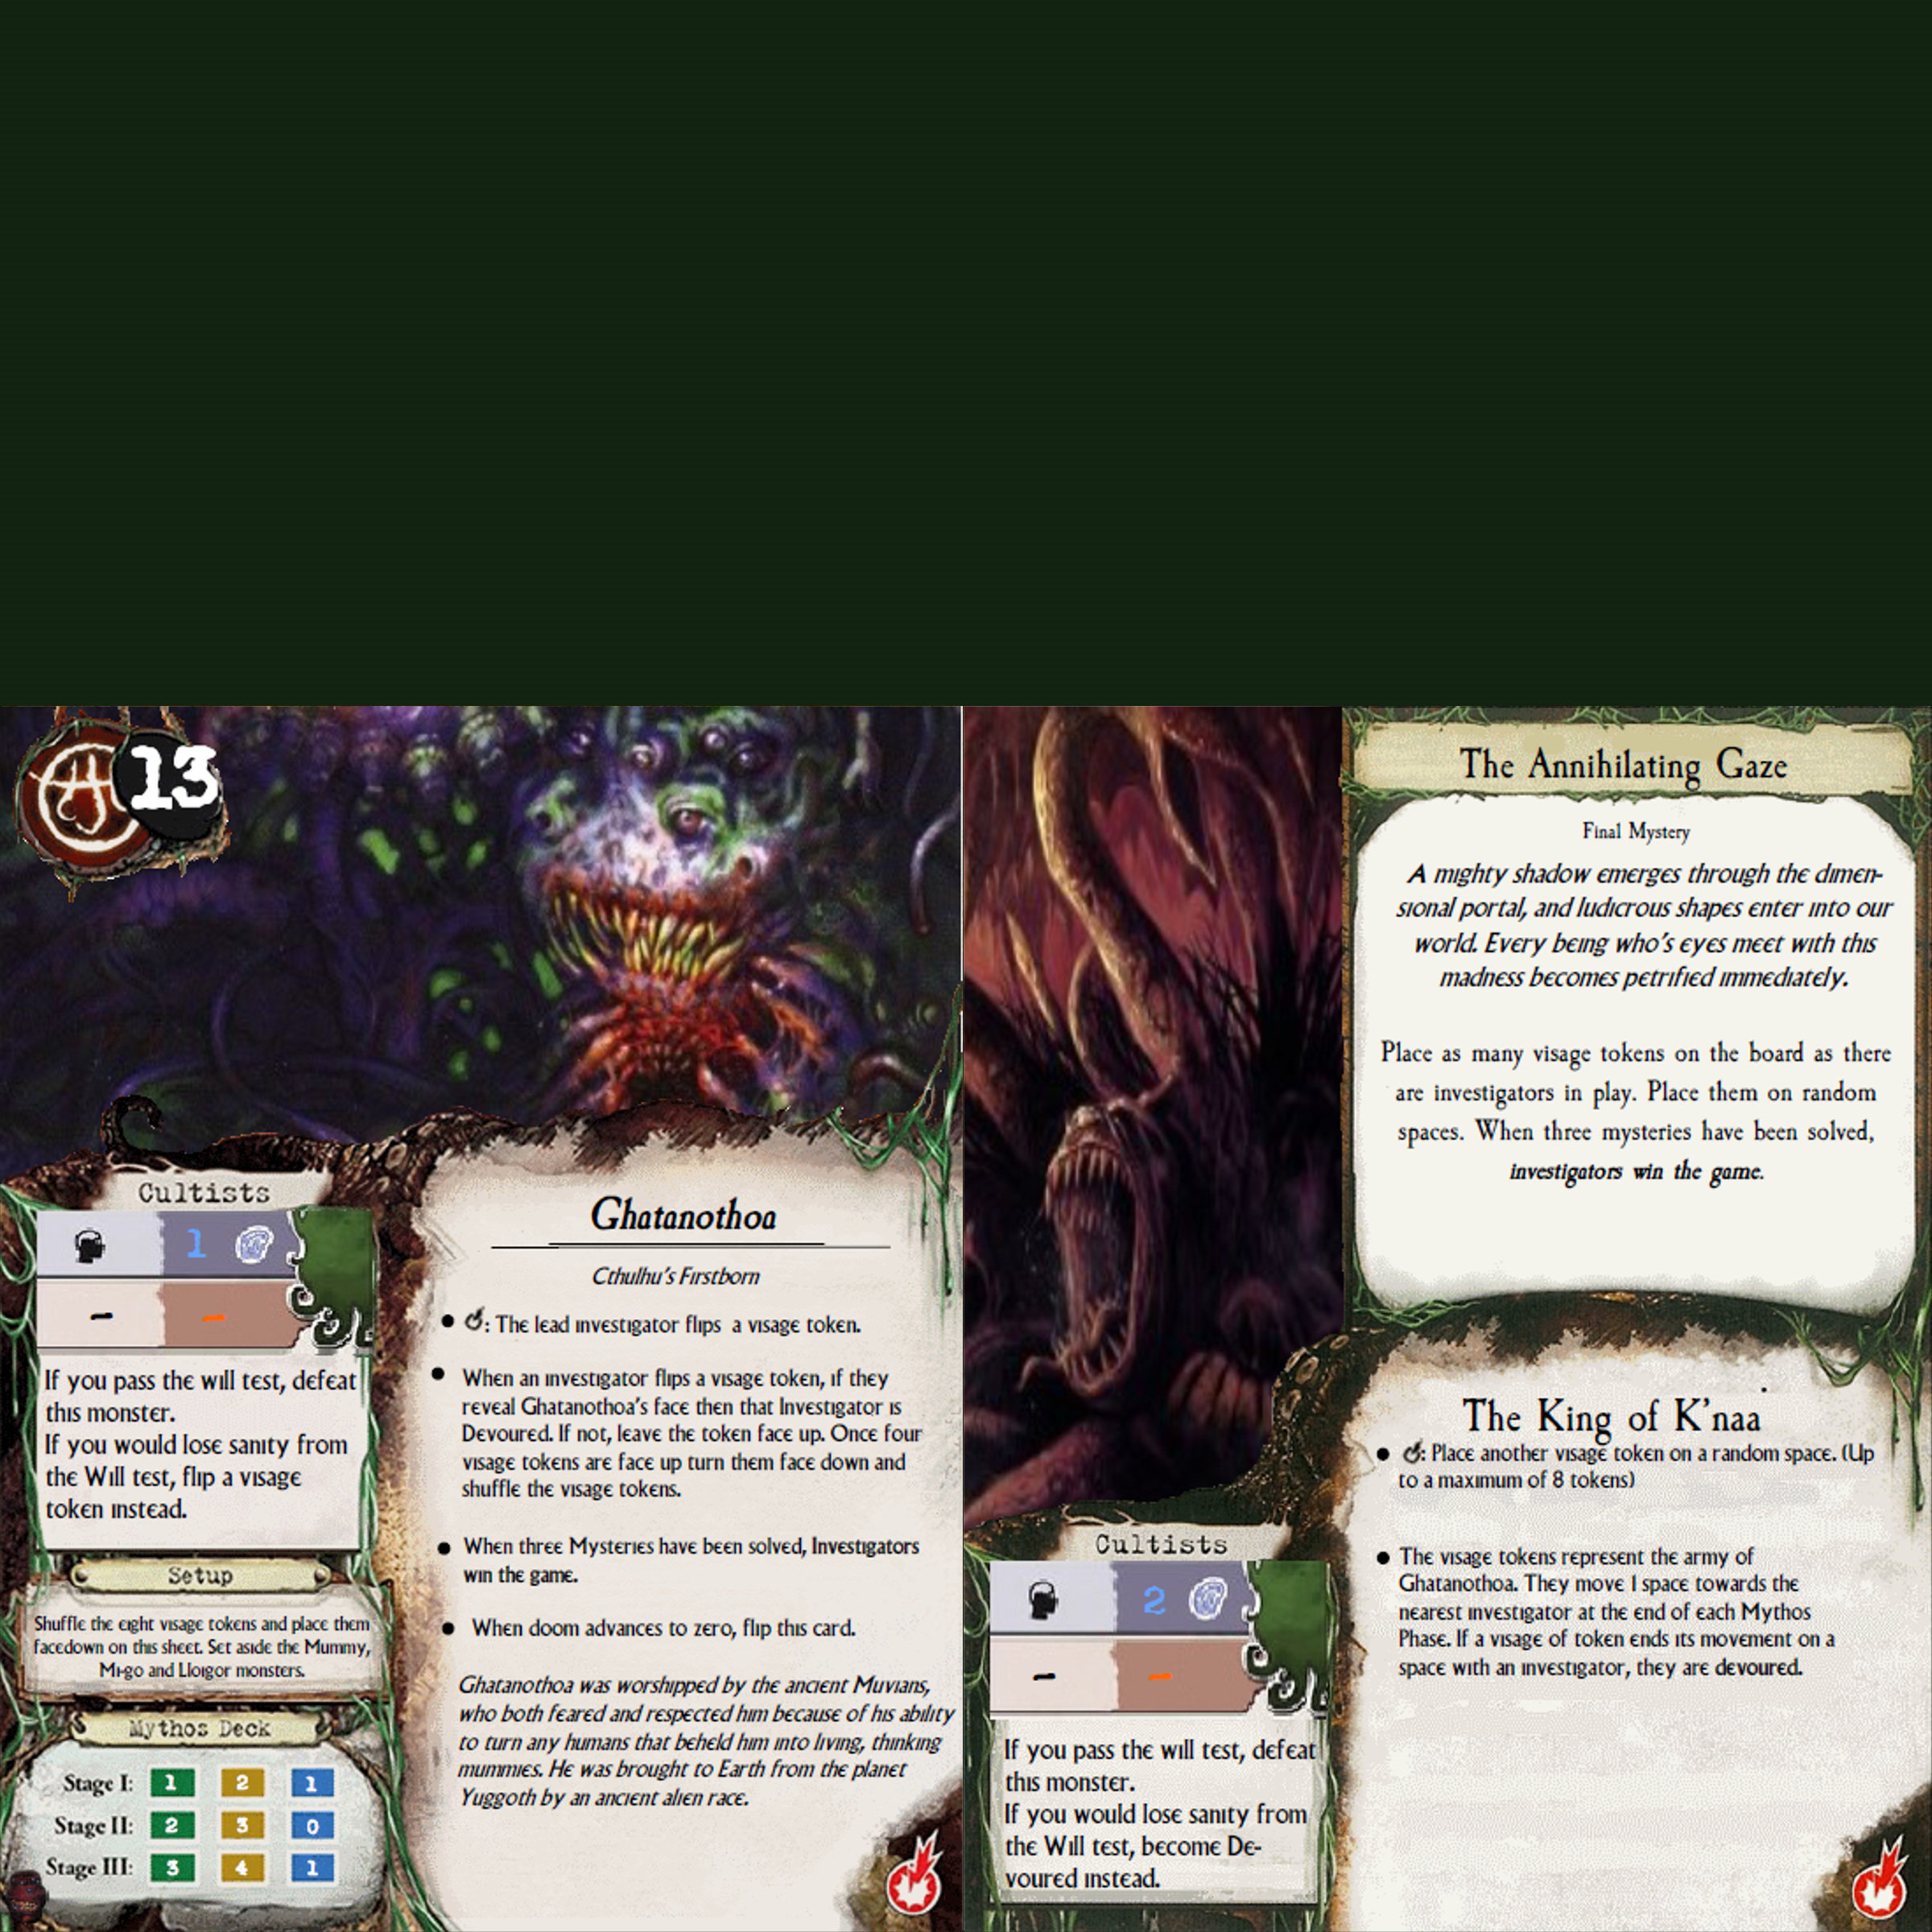 13
Cultists
1
- -
If you pass the will test, defeat
this monster.
If you would lose sanity from
the Will test, flip a visage
token instead.
Setup
Shuffle the eight visage tokens and place them
facedown on this sheet. Set aside the Mummy,
Mi-go and Lloigor monsters.
Mythos Deck
Stage I: 1 2 1
Stage II: 2 3 0
Stage III: 3 4 1
Ghatanothoa
Cthulhu's Firstborn
• : The lead investigator flips a visage token.
• When an investigator flips a visage token, if they
reveal Ghatanothoa's face then that Investigator is
Devoured. If not, leave the token face up. Once four
visage tokens are face up turn them face down and
shuffle the visage tokens.
• When three Mysteries have been solved, Investigators
win the game.
• When doom advances to zero, flip this card.
Ghatanothoa was worshipped by the ancient Muvians,
who both feared and respected him because of his ability
to turn any humans that beheld him into living, thinking
mummies. He was brought to Earth from the planet
Yuggoth by an ancient alien race.
The Annihilating Gaze
Final Mystery
A mighty shadow emerges through the dimen-
sional portal, and ludicrous shapes enter into our
world. Every being who's eyes meet with this
madness becomes petrified immediately.
Place as many visage tokens on the board as there
are investigators in play. Place them on random
spaces. When three mysteries have been solved,
investigators win the game.
The King of K'naa
• : Place another visage token on a random space. (Up
to a maximum of 8 tokens)
• The visage tokens represent the army of
Ghatanothoa. They move 1 space towards the
nearest investigator at the end of each Mythos
Phase. If a visage of token ends its movement on a
space with an investigator, they are devoured.
Cultists
2
- -
If you pass the will test, defeat
this monster.
If you would lose sanity from
the Will test, become De-
voured instead.